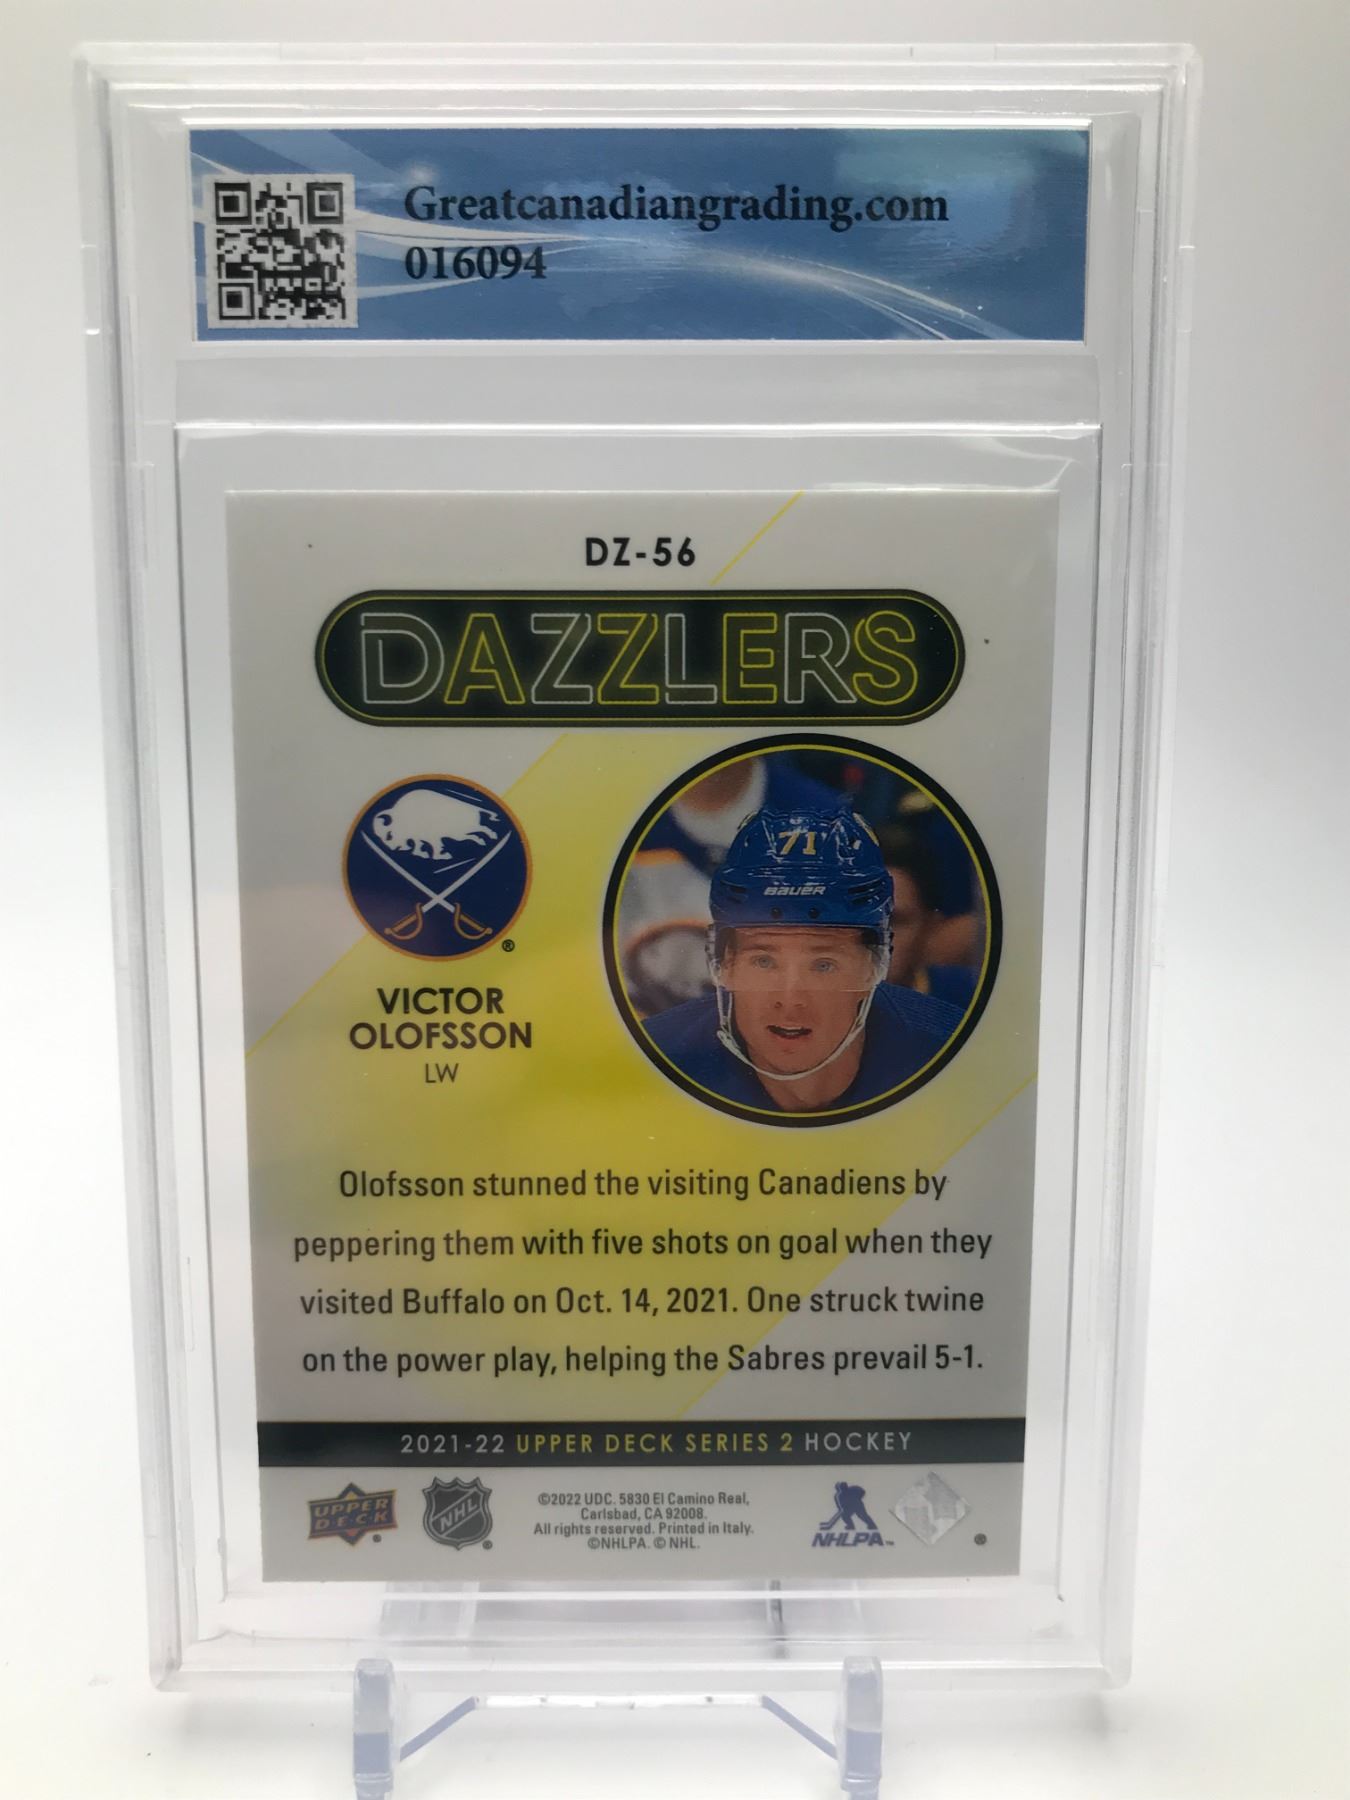 Greatcanadiangrading.com
016094
DZ-56
DAZZLERS
71
BAUER
®
VICTOR
OLOFSSON
LW
Olofsson stunned the visiting Canadiens by
peppering them with five shots on goal when they
visited Buffalo on Oct. 14, 2021. One struck twine
on the power play, helping the Sabres prevail 5-1.
2021-22 UPPER DECK SERIES 2 HOCKEY
UPPER
DECK
NHL
©2022 UDC. 5830 El Camino Real,
Carlsbad, CA 92008.
All rights reserved. Printed in Italy.
©NHLPA. © NHL.
NHLPA™
®